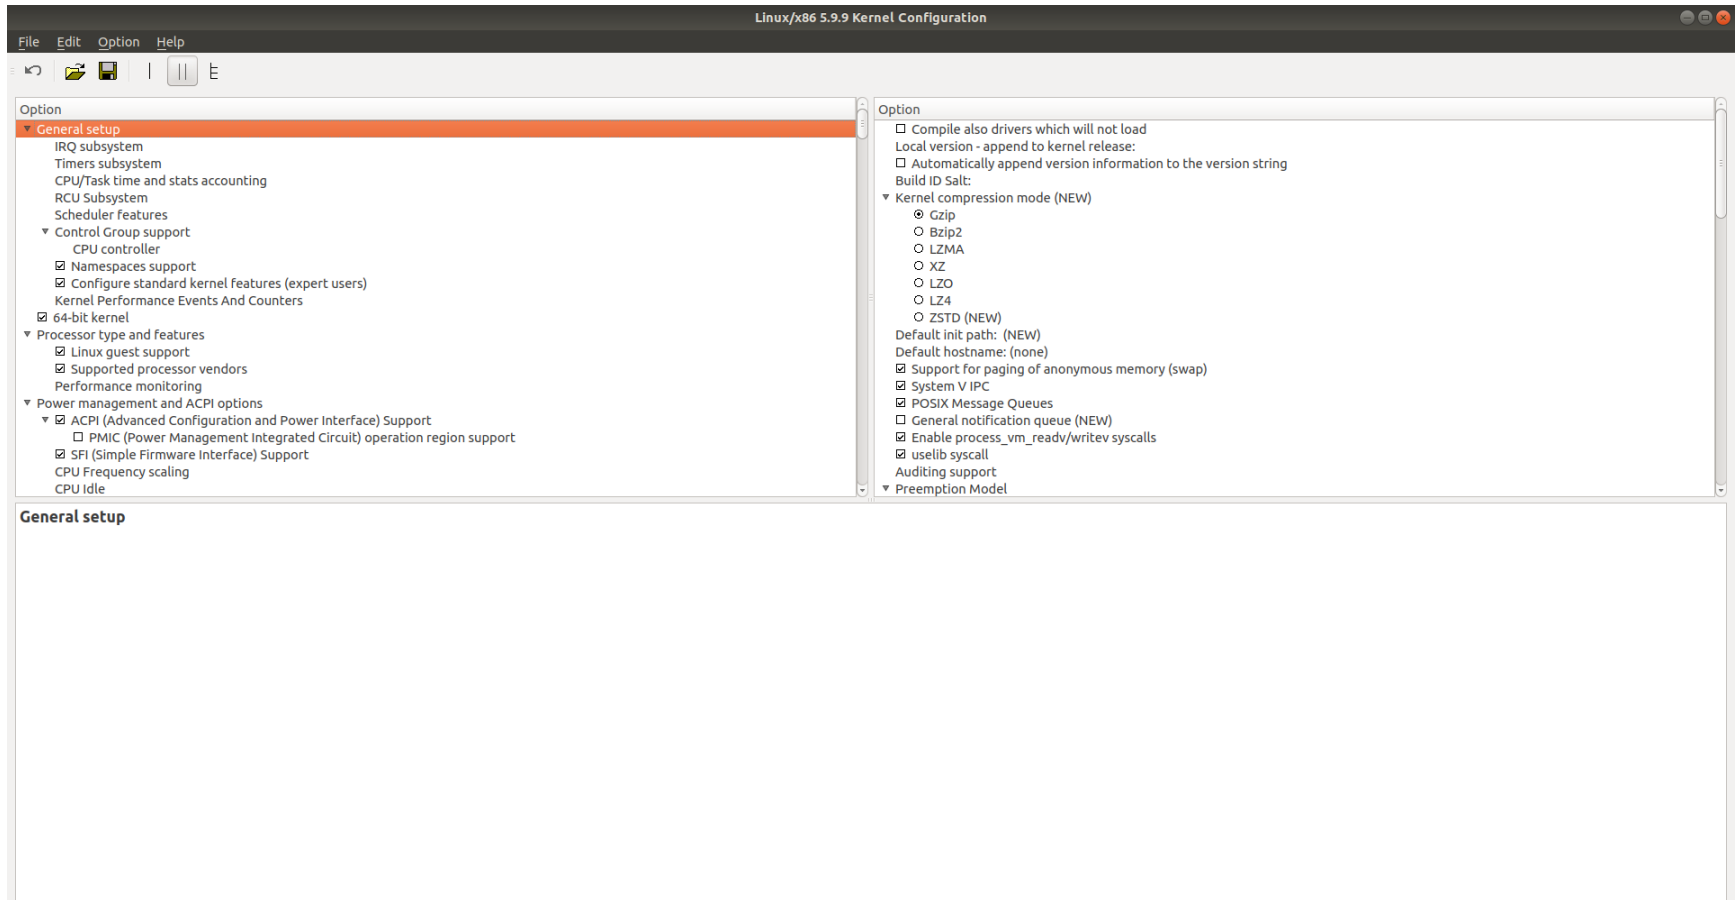 Linux/x86 5.9.9 Kernel Configuration
File Edit Option Help
Option
General setup
IRQ subsystem
Timers subsystem
CPU/Task time and stats accounting
RCU Subsystem
Scheduler features
Control Group support
CPU controller
Namespaces support
Configure standard kernel features (expert users)
Kernel Performance Events And Counters
64-bit kernel
Processor type and features
Linux guest support
Supported processor vendors
Performance monitoring
Power management and ACPI options
ACPI (Advanced Configuration and Power Interface) Support
PMIC (Power Management Integrated Circuit) operation region support
SFI (Simple Firmware Interface) Support
CPU Frequency scaling
CPU Idle
Option
Compile also drivers which will not load
Local version - append to kernel release:
Automatically append version information to the version string
Build ID Salt:
Kernel compression mode (NEW)
Gzip
Bzip2
LZMA
XZ
LZO
LZ4
ZSTD (NEW)
Default init path: (NEW)
Default hostname: (none)
Support for paging of anonymous memory (swap)
System V IPC
POSIX Message Queues
General notification queue (NEW)
Enable process_vm_readv/writev syscalls
uselib syscall
Auditing support
Preemption Model
General setup